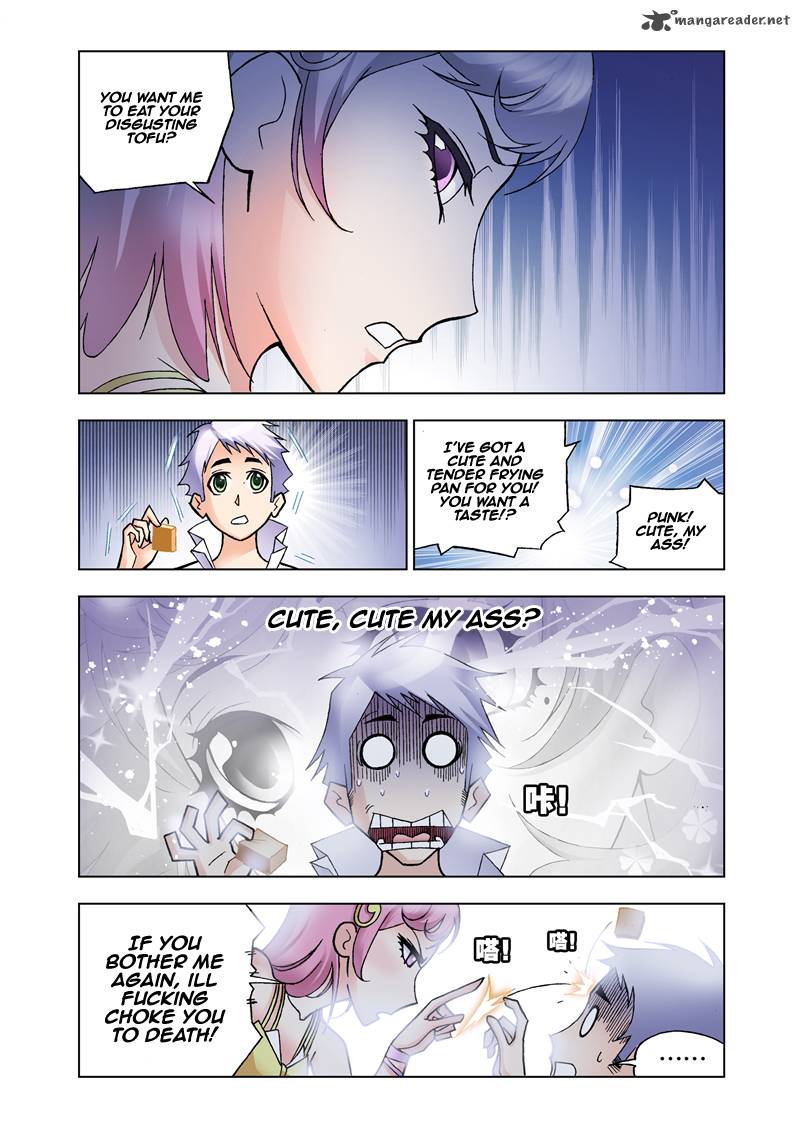 mangareader.net
YOU WANT ME
TO EAT YOUR
DISGUSTING
TOFU?
I'VE GOT A
CUTE AND
TENDER FRYING
PAN FOR YOU!
YOU WANT A
TASTE!?
PUNK!
CUTE, MY
ASS!
CUTE, CUTE MY ASS?
咔!
IF YOU
BOTHER ME
AGAIN, ILL
FUCKING
CHOKE YOU
TO DEATH!
嗒!
嗒!
......